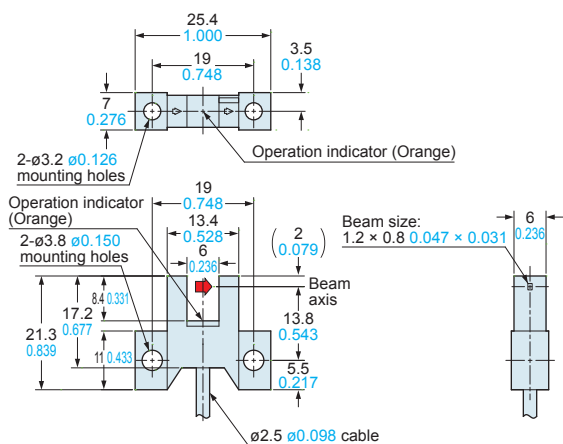 25.4
1.000
19
0.748
3.5
0.138
7
0.276
2-ø3.2 ø0.126
mounting holes
Operation indicator (Orange)
19
0.748
Operation indicator
(Orange)
13.4
0.528
2-ø3.8 ø0.150
mounting holes
6
0.236
( 2
0.079 )
Beam
axis
8.4 0.331
17.2
0.677
21.3
0.839
11 0.433
13.8
0.543
5.5
0.217
ø2.5 ø0.098 cable
6
0.236
Beam size:
1.2 × 0.8 0.047 × 0.031